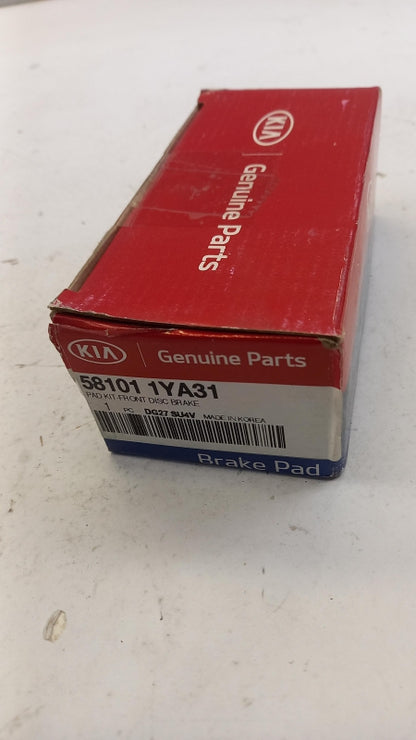 KIA
Genuine Parts
KIA
Genuine Parts
58101 1YA31
PAD KIT-FRONT DISC BRAKE
1 PC DG27 SU4V MADE IN KOREA
Brake Pad